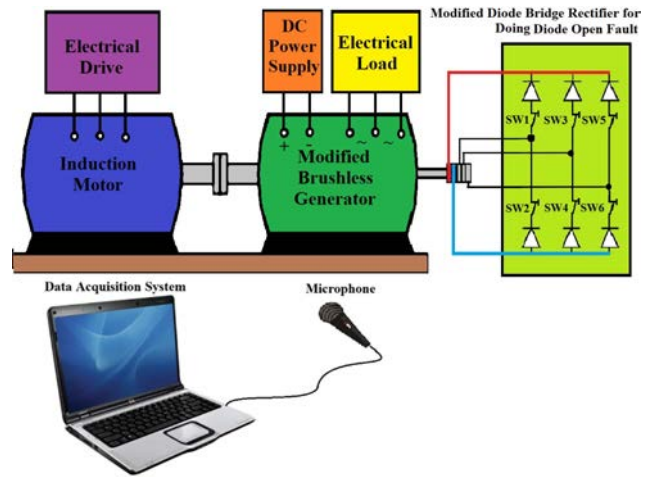 Modified Diode Bridge Rectifier for
Doing Diode Open Fault
Electrical
Drive
DC
Power
Supply
Electrical
Load
+
-
~
~
Induction
Motor
Modified
Brushless
Generator
SW1
SW3
SW5
SW2
SW4
SW6
Data Acquisition System
Microphone